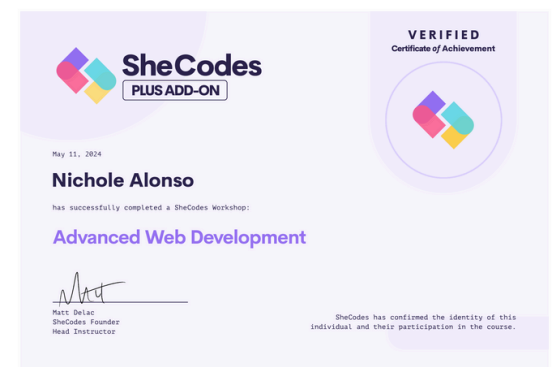 SheCodes
PLUS ADD-ON
VERIFIED
Certificate of Achievement
May 11, 2024
Nichole Alonso
has successfully completed a SheCodes Workshop:
Advanced Web Development
Matt Delac
SheCodes Founder
Head Instructor
SheCodes has confirmed the identity of this
individual and their participation in the course.